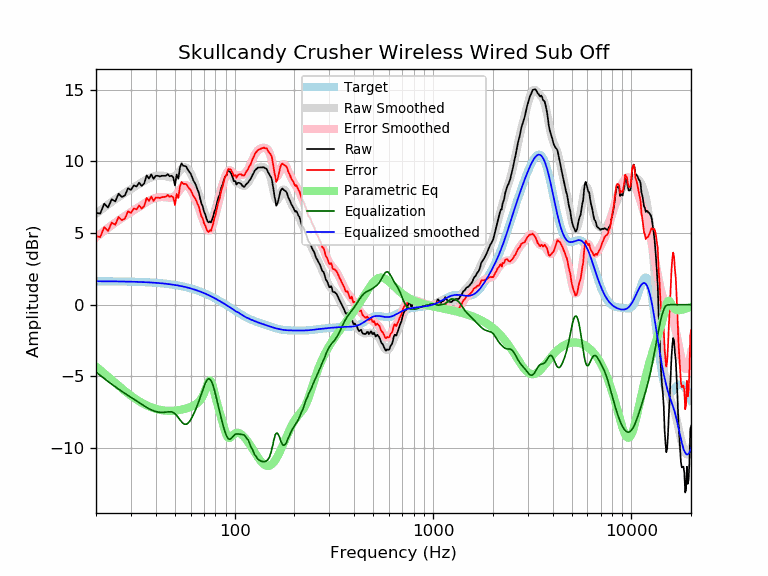 Skullcandy Crusher Wireless Wired Sub Off
Target
Raw Smoothed
Error Smoothed
Raw
Error
Parametric Eq
Equalization
Equalized smoothed
15
10
5
0
−5
−10
Amplitude (dBr)
100
1000
10000
Frequency (Hz)